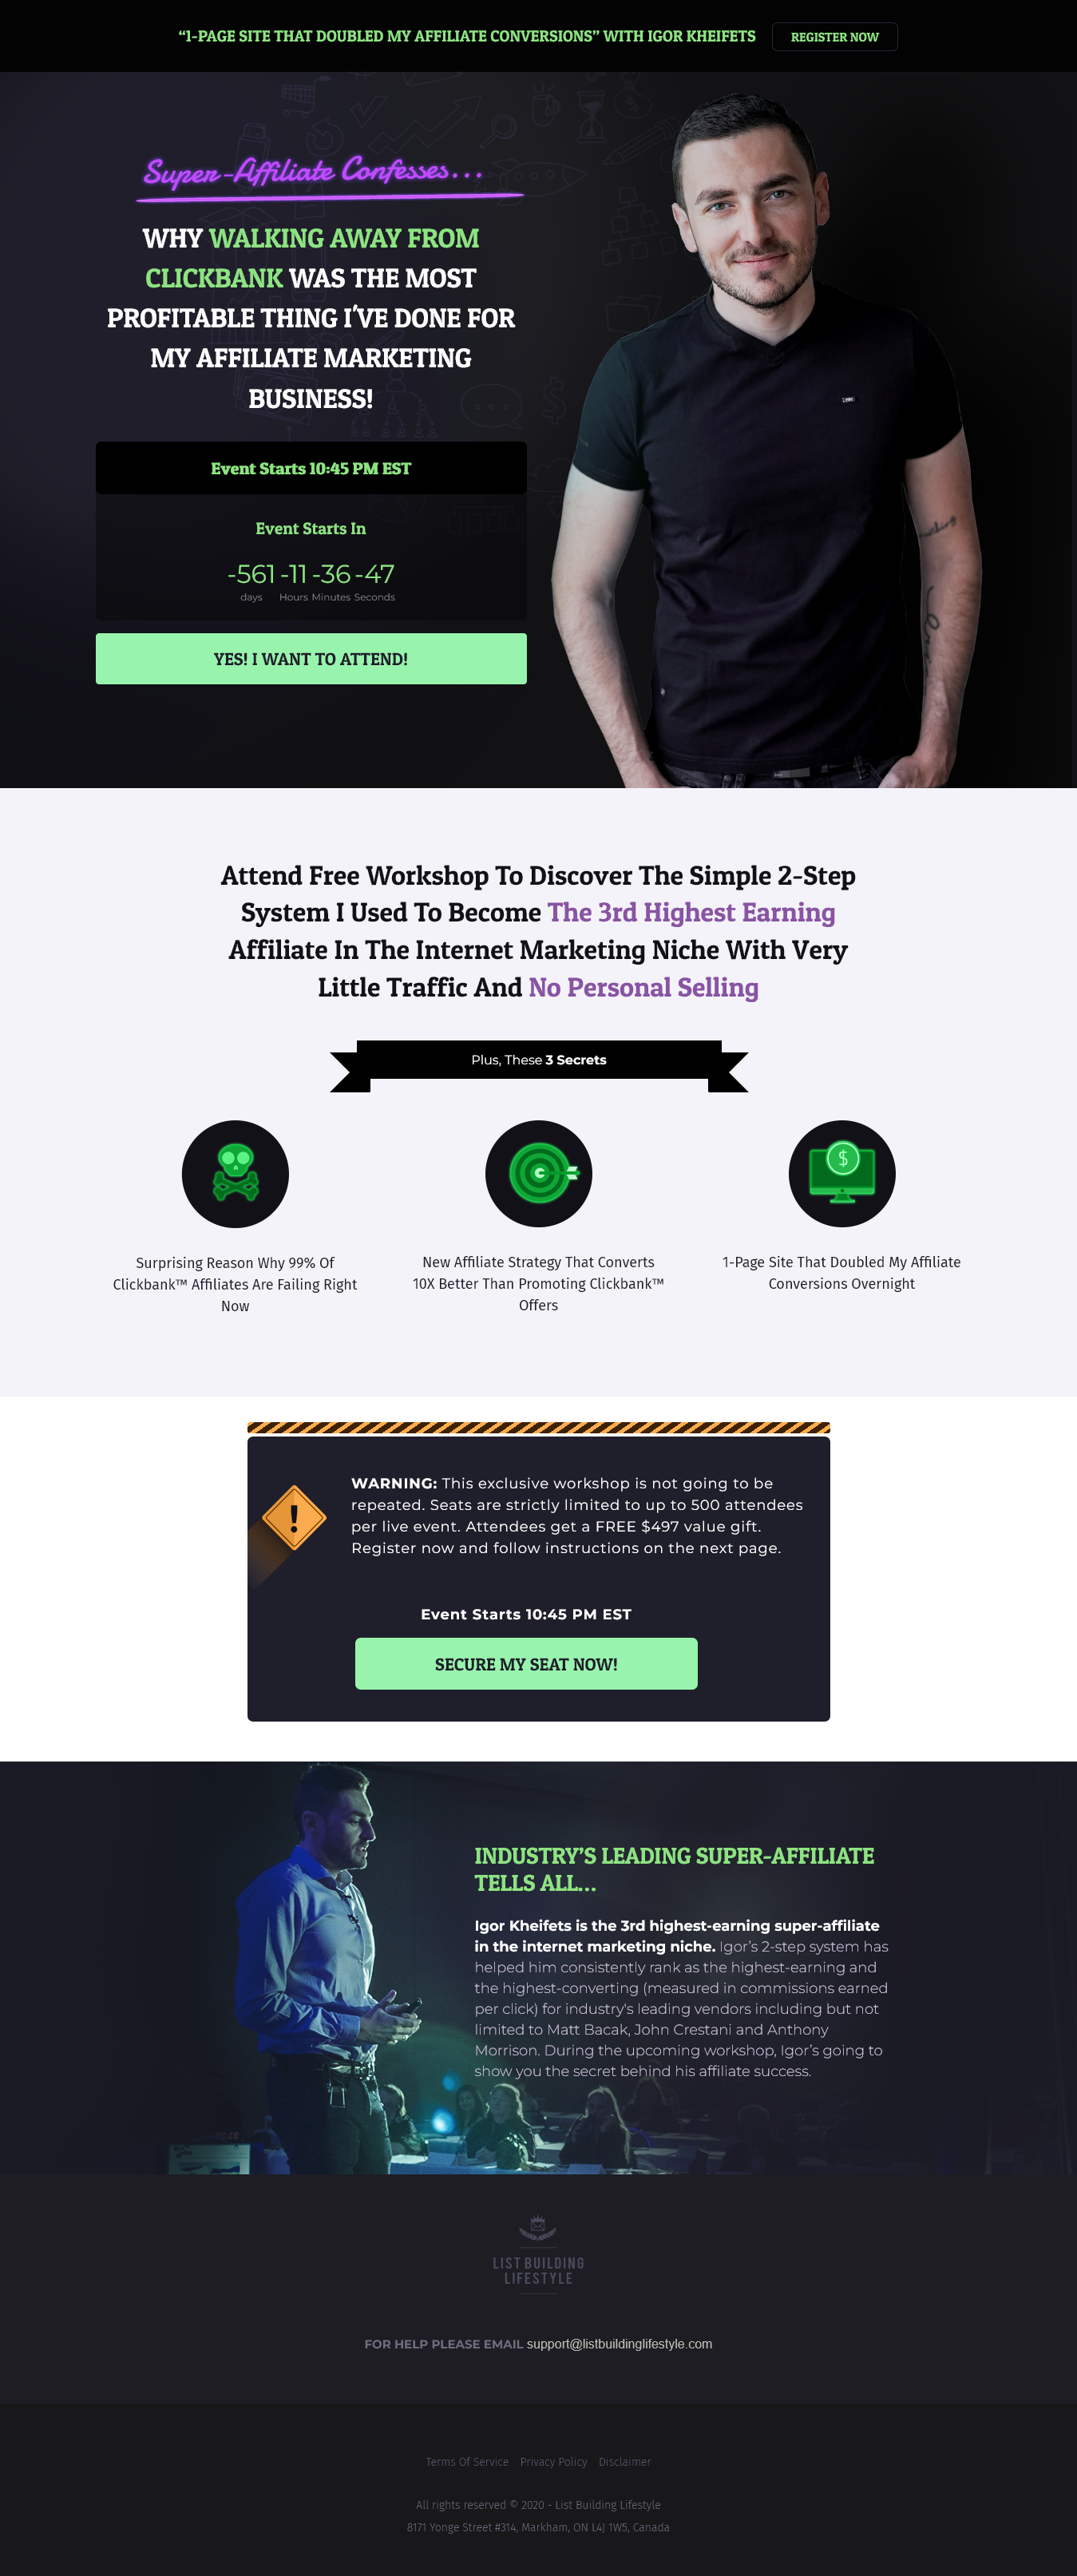 “1-PAGE SITE THAT DOUBLED MY AFFILIATE CONVERSIONS” WITH IGOR KHEIFETS
REGISTER NOW
Super-Affiliate Confesses...
WHY WALKING AWAY FROM
CLICKBANK WAS THE MOST
PROFITABLE THING I'VE DONE FOR
MY AFFILIATE MARKETING
BUSINESS!
Event Starts 10:45 PM EST
Event Starts In
-561 -11 -36 -47
days Hours Minutes Seconds
YES! I WANT TO ATTEND!
Attend Free Workshop To Discover The Simple 2-Step
System I Used To Become The 3rd Highest Earning
Affiliate In The Internet Marketing Niche With Very
Little Traffic And No Personal Selling
Plus, These 3 Secrets
Surprising Reason Why 99% Of
Clickbank™ Affiliates Are Failing Right
Now
New Affiliate Strategy That Converts
10X Better Than Promoting Clickbank™
Offers
1-Page Site That Doubled My Affiliate
Conversions Overnight
WARNING: This exclusive workshop is not going to be
repeated. Seats are strictly limited to up to 500 attendees
per live event. Attendees get a FREE $497 value gift.
Register now and follow instructions on the next page.
Event Starts 10:45 PM EST
SECURE MY SEAT NOW!
INDUSTRY’S LEADING SUPER-AFFILIATE
TELLS ALL...
Igor Kheifets is the 3rd highest-earning super-affiliate
in the internet marketing niche. Igor’s 2-step system has
helped him consistently rank as the highest-earning and
the highest-converting (measured in commissions earned
per click) for industry's leading vendors including but not
limited to Matt Bacak, John Crestani and Anthony
Morrison. During the upcoming workshop, Igor’s going to
show you the secret behind his affiliate success.
LIST BUILDING
LIFESTYLE
FOR HELP PLEASE EMAIL support@listbuildinglifestyle.com
Terms Of Service Privacy Policy Disclaimer
All rights reserved © 2020 - List Building Lifestyle
8171 Yonge Street #314, Markham, ON L4J 1W5, Canada